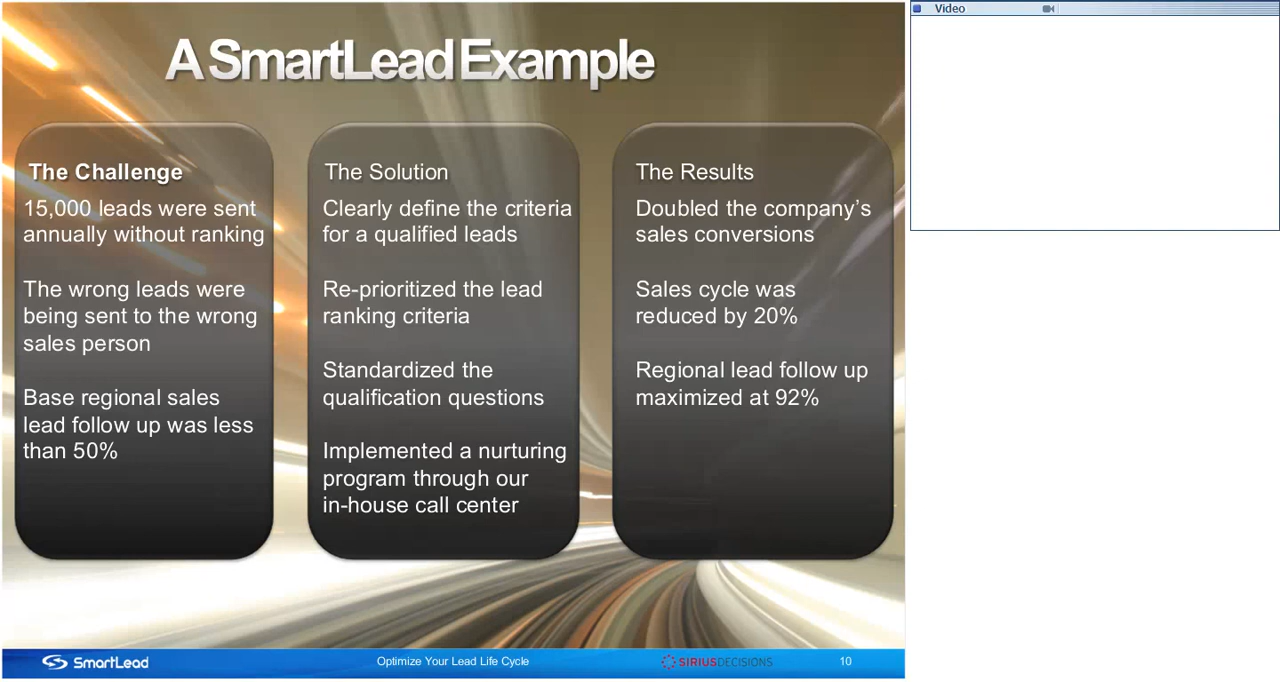 A SmartLead Example
The Challenge
15,000 leads were sent
annually without ranking
The wrong leads were
being sent to the wrong
sales person
Base regional sales
lead follow up was less
than 50%
The Solution
Clearly define the criteria
for a qualified leads
Re-prioritized the lead
ranking criteria
Standardized the
qualification questions
Implemented a nurturing
program through our
in-house call center
The Results
Doubled the company’s
sales conversions
Sales cycle was
reduced by 20%
Regional lead follow up
maximized at 92%
SmartLead
Optimize Your Lead Life Cycle
SIRIUSDECISIONS
10
Video